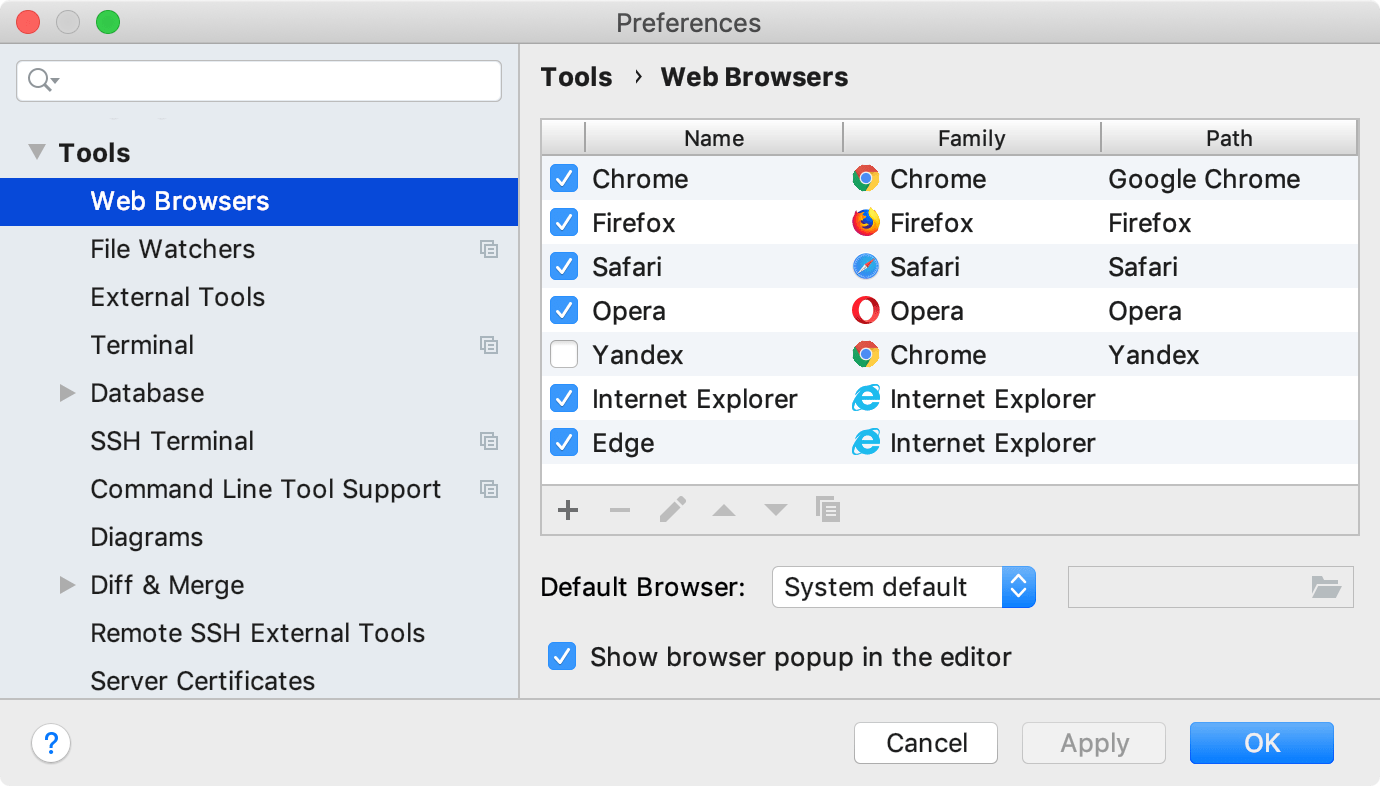 Preferences
Tools
Web Browsers
File Watchers
External Tools
Terminal
Database
SSH Terminal
Command Line Tool Support
Diagrams
Diff & Merge
Remote SSH External Tools
Server Certificates
Tools › Web Browsers
Name Family Path
Chrome Chrome Google Chrome
Firefox Firefox Firefox
Safari Safari Safari
Opera Opera Opera
Yandex Chrome Yandex
Internet Explorer Internet Explorer
Edge Internet Explorer
Default Browser: System default
Show browser popup in the editor
? Cancel Apply OK